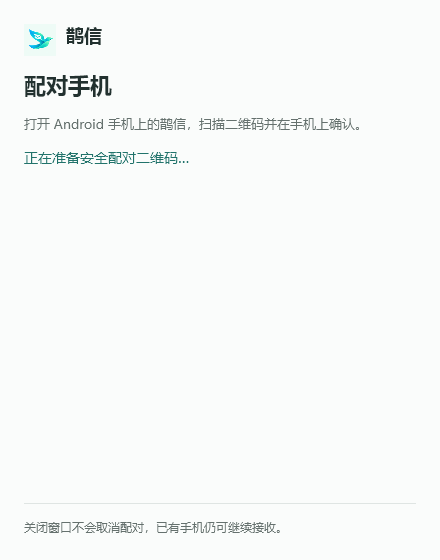 鹊信
配对手机
打开 Android 手机上的鹊信，扫描二维码并在手机上确认。
正在准备安全配对二维码...
关闭窗口不会取消配对，已有手机仍可继续接收。